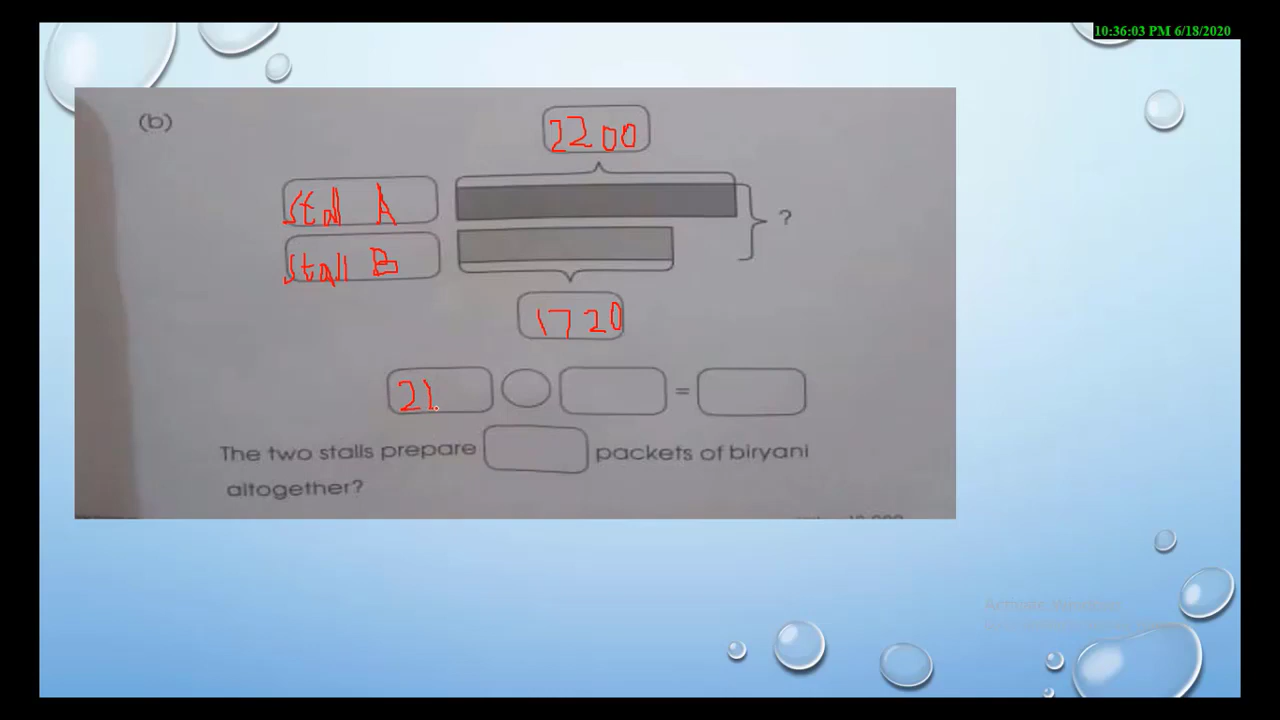 10:36:03 PM 6/18/2020
(b)
2200
Stall A
?
Stall B
1720
21
=
The two stalls prepare packets of biryani
altogether?